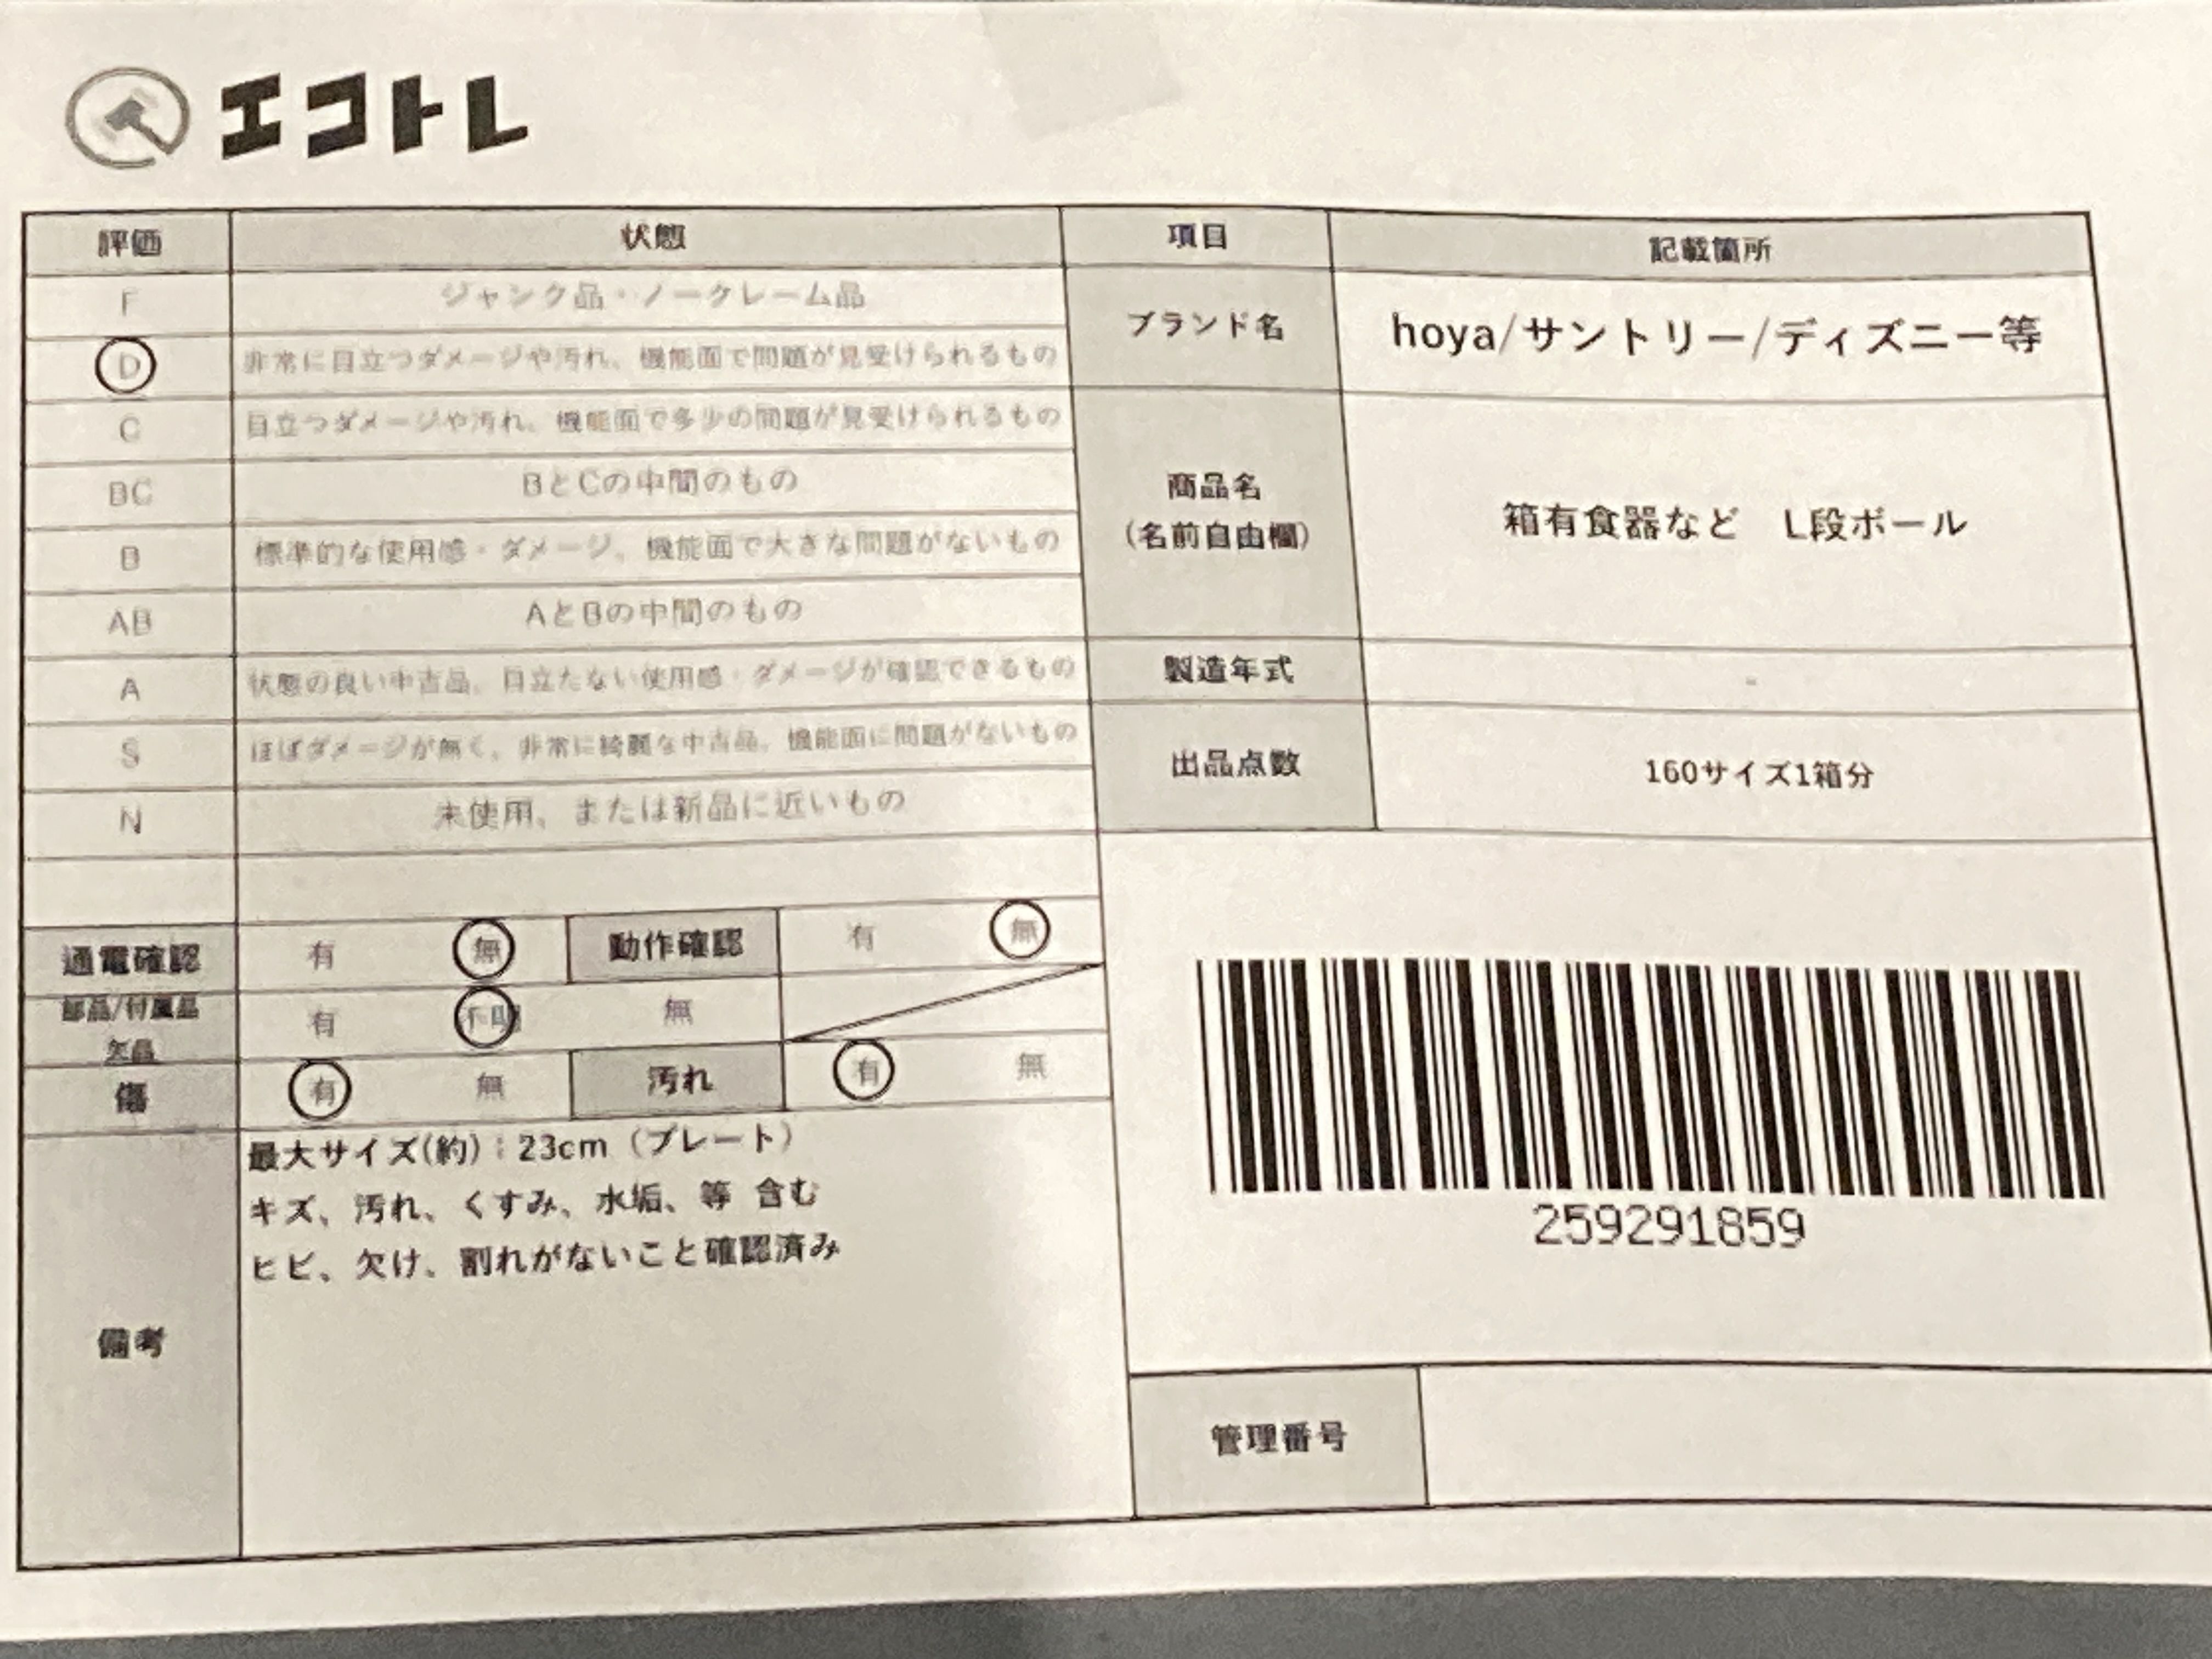 エコトレ
評価 状態 項目 記載箇所
F ジャンク品・ノークレーム品
D 非常に目立つダメージや汚れ、機能面で問題が見受けられるもの
C 目立つダメージや汚れ、機能面で多少の問題が見受けられるもの
BC BとCの中間のもの
B 標準的な使用感・ダメージ、機能面で大きな問題がないもの
AB AとBの中間のもの
A 状態の良い中古品、目立たない使用感・ダメージが確認できるもの
S ほぼダメージが無く、非常に綺麗な中古品、機能面に問題がないもの
N 未使用、または新品に近いもの
通電確認 有 無 動作確認 有 無
部品/付属品
欠品
有 不明 無
傷 有 無 汚れ 有 無
備考
最大サイズ(約)：23cm（プレート）
キズ、汚れ、くすみ、水垢、等 含む
ヒビ、欠け、割れがないこと確認済み
ブランド名 hoya/サントリー/ディズニー等
商品名
(名前自由欄)
箱有食器など L段ボール
製造年式 -
出品点数 160サイズ1箱分
259291859
管理番号